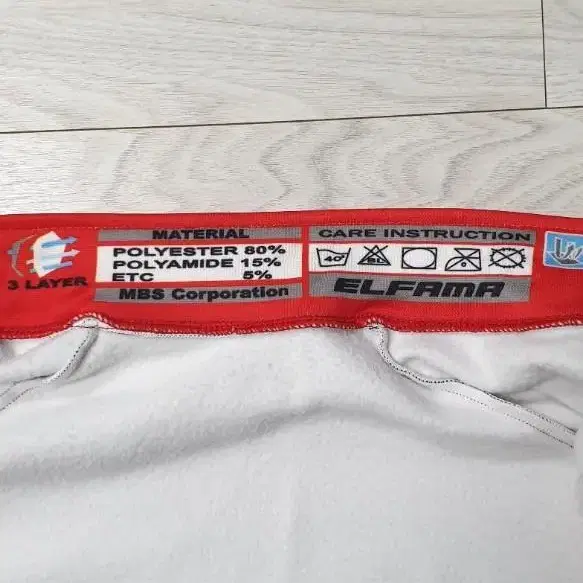 3 LAYER
MATERIAL
POLYESTER 80%
POLYAMIDE 15%
ETC 5%
MBS Corporation
CARE INSTRUCTION
40°
ELFAMA